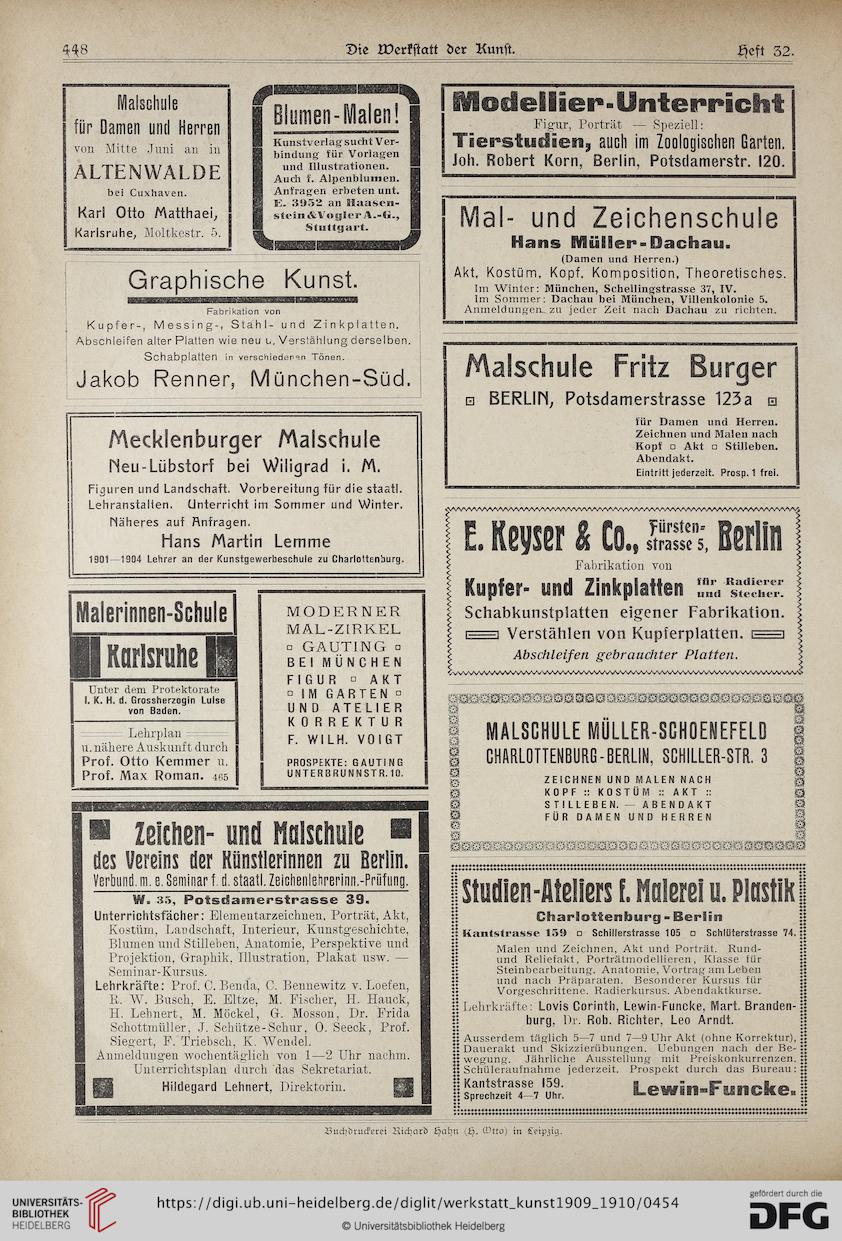 448
Die Werkstatt der Kunst.
Heft 32.
Malschule
für Damen und Herren
von Mitte Juni an in
ALTENWALDE
bei Cuxhaven.
Karl Otto Matthaei,
Karlsruhe, Moltkestr. 5.
Blumen-Malen!
Kunstverlag sucht Ver-
bindung für Vorlagen
und Illustrationen.
Auch f. Alpenblumen.
Anfragen erbeten unt.
E. 3952 an Haasen-
stein & Vogler A.-G.,
Stuttgart.
Graphische Kunst.
Fabrikation von
Kupfer-, Messing-, Stahl- und Zinkplatten.
Abschleifen alter Platten wie neu u. Verstählung derselben.
Schabplatten in verschiedenen Tönen.
Jakob Renner, München-Süd.
Mecklenburger Malschule
Neu-Lübstorf bei Wiligrad i. M.
Figuren und Landschaft. Vorbereitung für die staatl.
Lehranstalten. Unterricht im Sommer und Winter.
Näheres auf Anfragen.
Hans Martin Lemme
1901—1904 Lehrer an der Kunstgewerbeschule zu Charlottenburg.
Malerinnen-Schule
Karlsruhe
Unter dem Protektorate
I. K. H. d. Grossherzogin Luise
von Baden.
Lehrplan
u. nähere Auskunft durch
Prof. Otto Kemmer u.
Prof. Max Roman. 465
MODERNER
MAL-ZIRKEL
▫ GAUTING ▫
BEI MÜNCHEN
FIGUR ▫ AKT
▫ IM GARTEN ▫
UND ATELIER
KORREKTUR
F. WILH. VOIGT
PROSPEKTE: GAUTING
UNTERBRUNNSTR. 10.
Zeichen- und Malschule
des Vereins der Künstlerinnen zu Berlin.
Verbund. m. e. Seminar f. d. staatl. Zeichenlehrerinn.-Prüfung.
W. 35, Potsdamerstrasse 39.
Unterrichtsfächer: Elementarzeichnen, Porträt, Akt,
Kostüm, Landschaft, Interieur, Kunstgeschichte,
Blumen und Stilleben, Anatomie, Perspektive und
Projektion, Graphik, Illustration, Plakat usw. —
Seminar-Kursus.
Lehrkräfte: Prof. C. Benda, C. Bennewitz v. Loefen,
R. W. Busch, E. Eltze, M. Fischer, H. Hauck,
H. Lehnert, M. Möckel, G. Mosson, Dr. Frida
Schottmüller, J. Schütze-Schur, O. Seeck, Prof.
Siegert, F. Triebsch, K. Wendel.
Anmeldungen wochentäglich von 1—2 Uhr nachm.
Unterrichtsplan durch das Sekretariat.
Hildegard Lehnert, Direktorin.
Modellier-Unterricht
Figur, Porträt — Speziell:
Tierstudien, auch im Zoologischen Garten.
Joh. Robert Korn, Berlin, Potsdamerstr. 120.
Mal- und Zeichenschule
Hans Müller-Dachau.
(Damen und Herren.)
Akt, Kostüm, Kopf, Komposition, Theoretisches.
Im Winter: München, Schellingstrasse 37, IV.
Im Sommer: Dachau bei München, Villenkolonie 5.
Anmeldungen zu jeder Zeit nach Dachau zu richten.
Malschule Fritz Burger
▫ BERLIN, Potsdamerstrasse 123a ▫
für Damen und Herren.
Zeichnen und Malen nach
Kopf ▫ Akt ▫ Stilleben.
Abendakt.
Eintritt jederzeit. Prosp. 1 frei.
E. Keyser & Co., Fürsten-
strasse 5, Berlin
Fabrikation von
Kupfer- und Zinkplatten für Radierer
und Stecher.
Schabkunstplatten eigener Fabrikation.
Verstählen von Kupferplatten.
Abschleifen gebrauchter Platten.
MALSCHULE MÜLLER-SCHOENEFELD
CHARLOTTENBURG-BERLIN, SCHILLER-STR. 3
ZEICHNEN UND MALEN NACH
KOPF :: KOSTÜM :: AKT ::
STILLEBEN. — ABENDAKT
FÜR DAMEN UND HERREN
Studien-Ateliers f. Malerei u. Plastik
Charlottenburg-Berlin
Kantstrasse 159 ▫ Schillerstrasse 105 ▫ Schlüterstrasse 74.
Malen und Zeichnen, Akt und Porträt. Rund-
und Reliefakt, Porträtmodellieren, Klasse für
Steinbearbeitung. Anatomie, Vortrag am Leben
und nach Präparaten. Besonderer Kursus für
Vorgeschrittene. Radierkursus. Abendaktkurse.
Lehrkräfte: Lovis Corinth, Lewin-Funcke, Mart. Branden-
burg, Dr. Rob. Richter, Leo Arndt.
Ausserdem täglich 5—7 und 7—9 Uhr Akt (ohne Korrektur),
Dauerakt und Skizzierübungen. Uebungen nach der Be-
wegung. Jährliche Ausstellung mit Preiskonkurrenzen.
Schüleraufnahme jederzeit. Prospekt durch das Bureau:
Kantstrasse 159.
Sprechzeit 4—7 Uhr.
Lewin-Funcke.
Buchdruckerei Richard Hahn (H. Otto) in Leipzig.
UNIVERSITÄTS-
BIBLIOTHEK
HEIDELBERG
https://digi.ub.uni-heidelberg.de/diglit/werkstatt_kunst1909_1910/0454
© Universitätsbibliothek Heidelberg
gefördert durch die
DFG